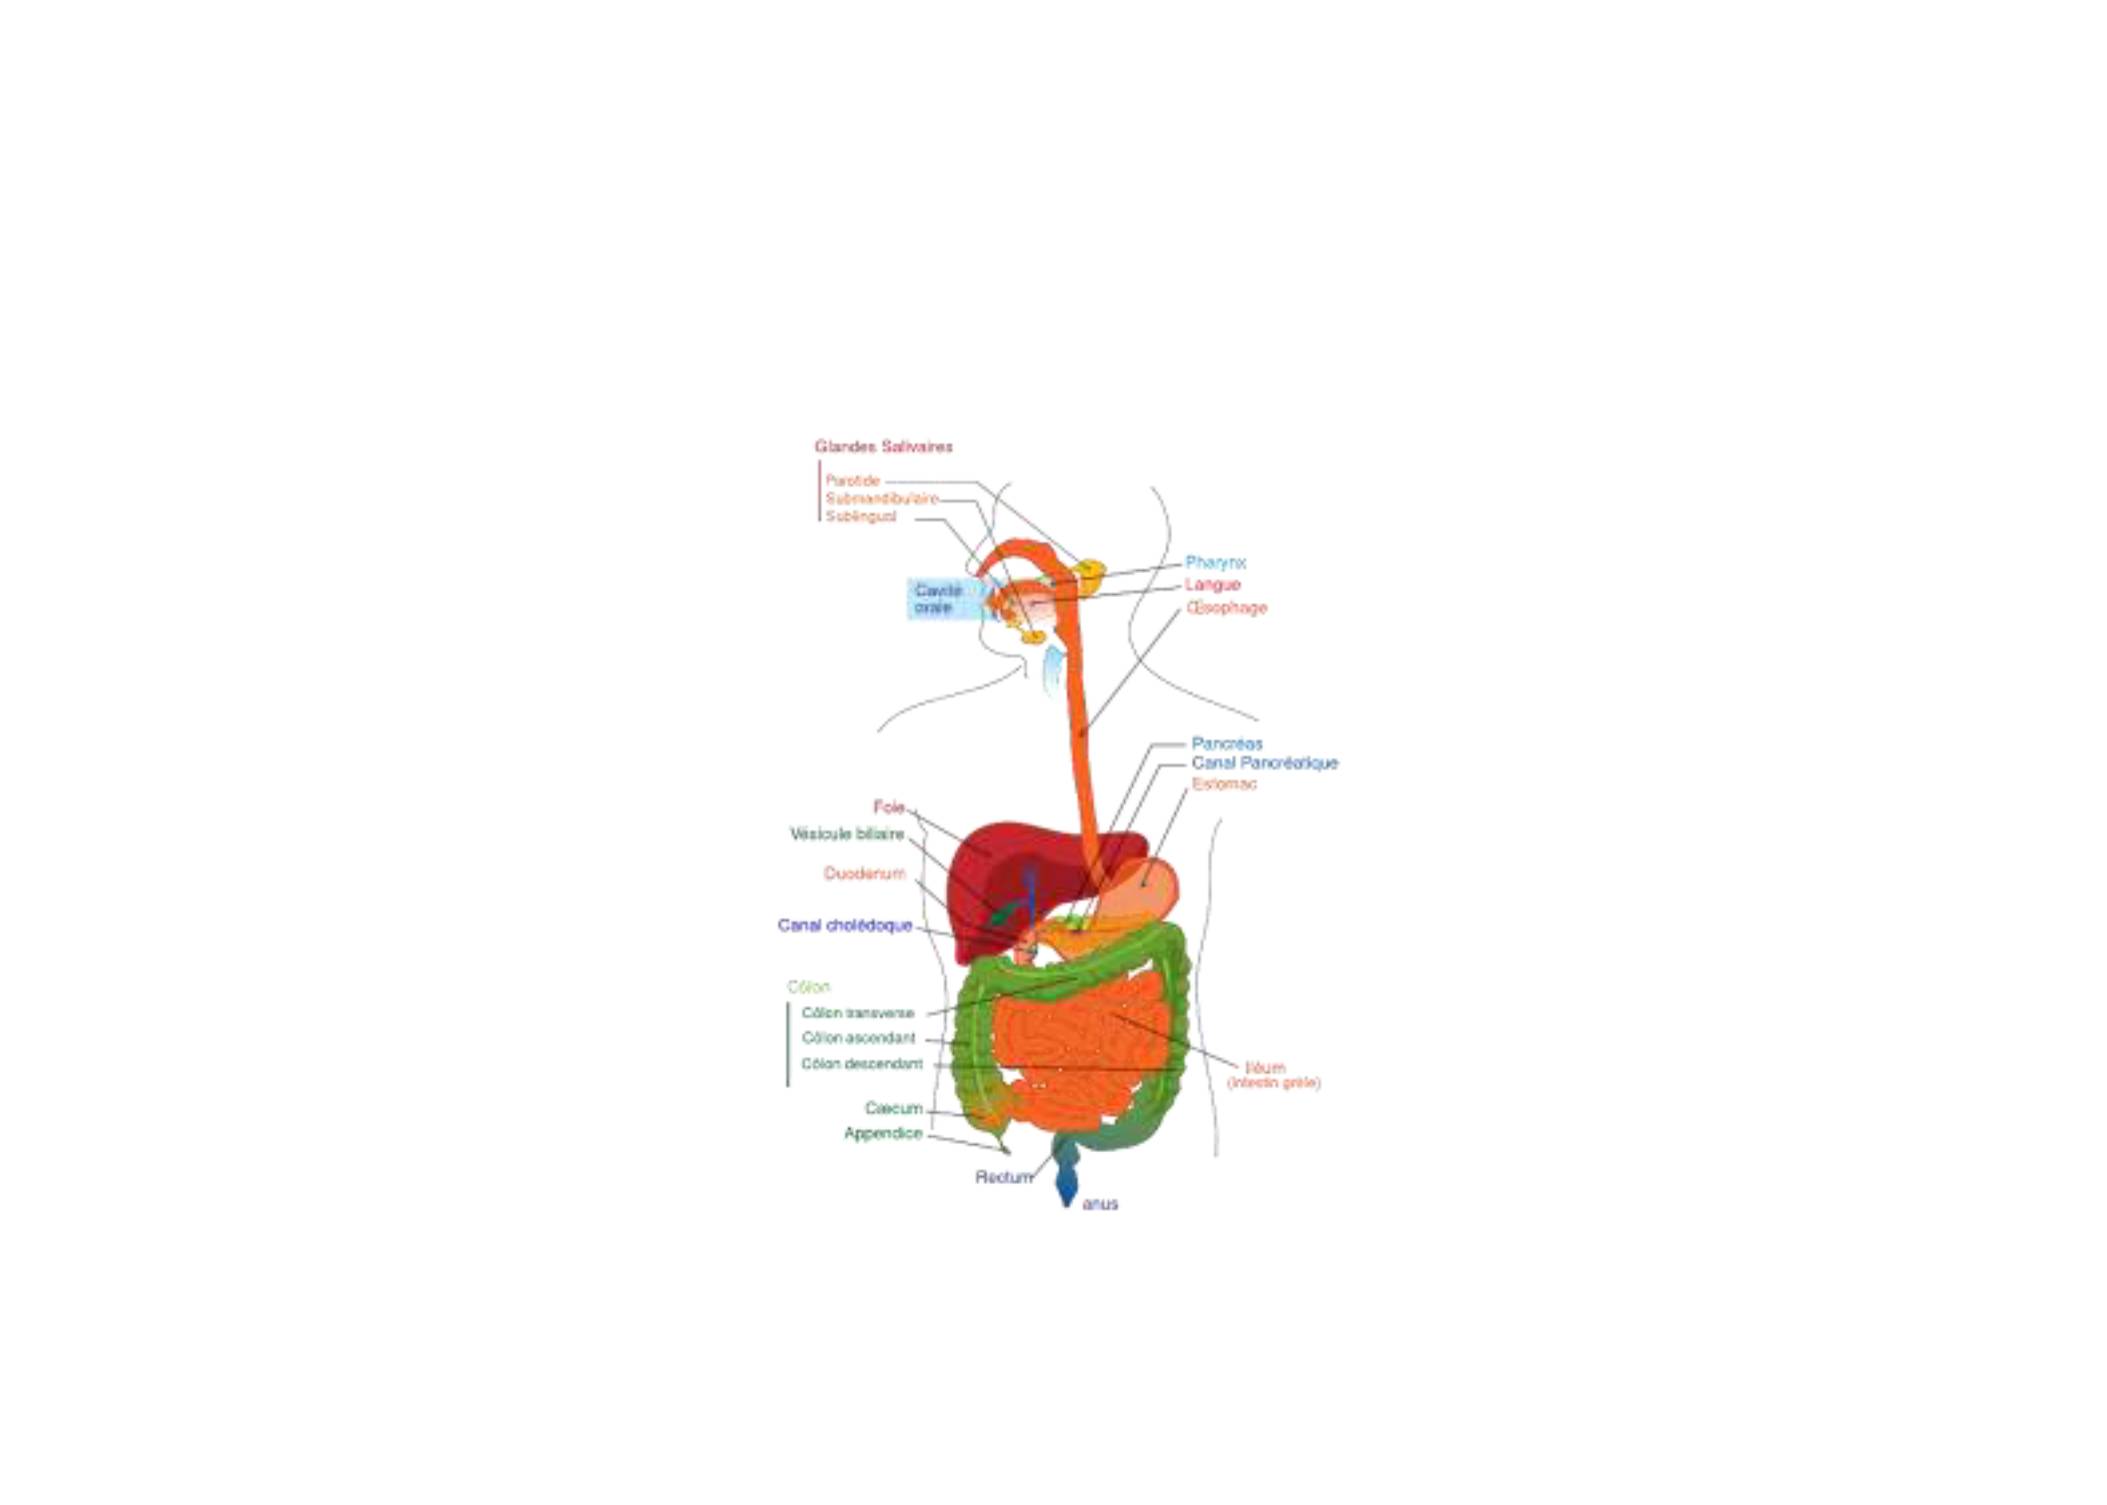 Glandes Salivaires
Parotide
Submandibulaire
Sublingual
Pharynx
Langue
Œsophage
Cavité
orale
Pancréas
Canal Pancréatique
Estomac
Foie
Vésicule biliaire
Duodenum
Canal cholédoque
Côlon
Côlon transverse
Côlon ascendant
Côlon descendant
Iléum
(intestin grêle)
Cæcum
Appendice
Rectum
anus